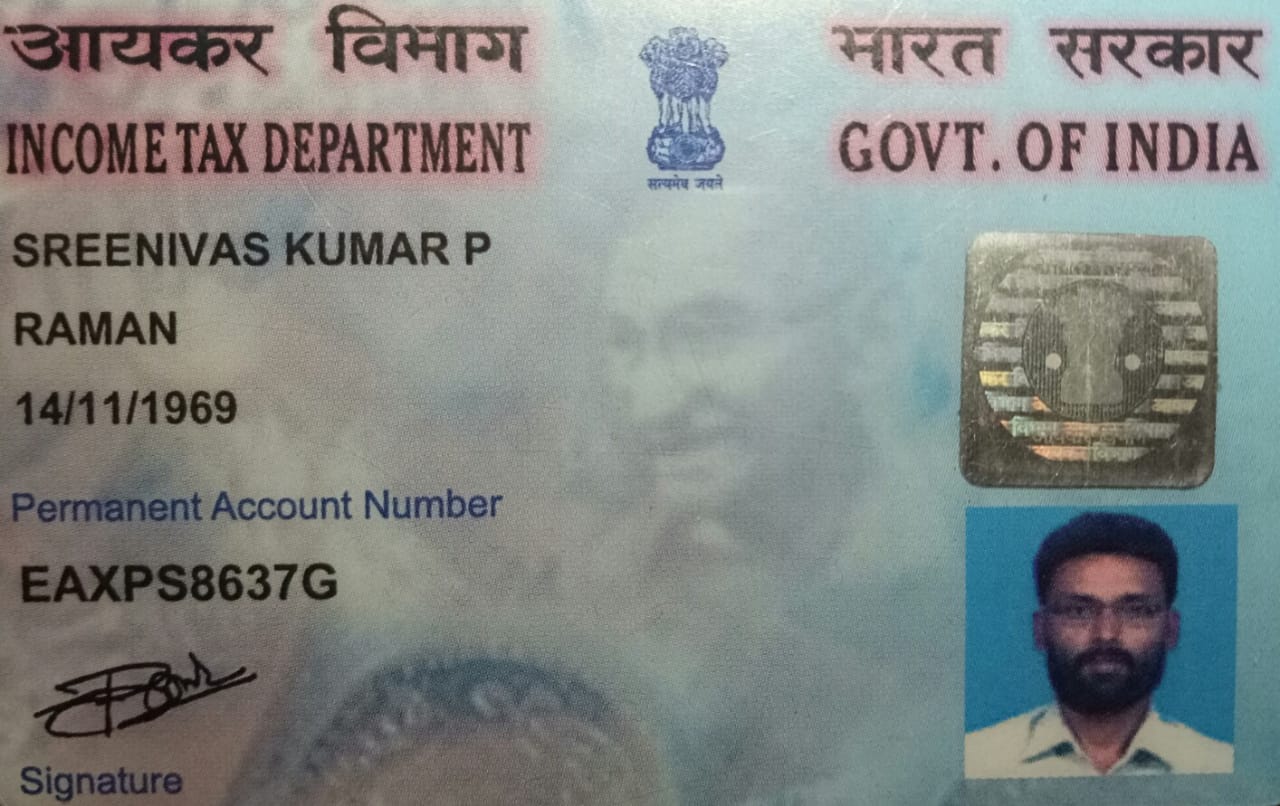 आयकर विभाग
INCOME TAX DEPARTMENT
सत्यमेव जयते
भारत सरकार
GOVT. OF INDIA
SREENIVAS KUMAR P
RAMAN
14/11/1969
Permanent Account Number
EAXPS8637G
Signature